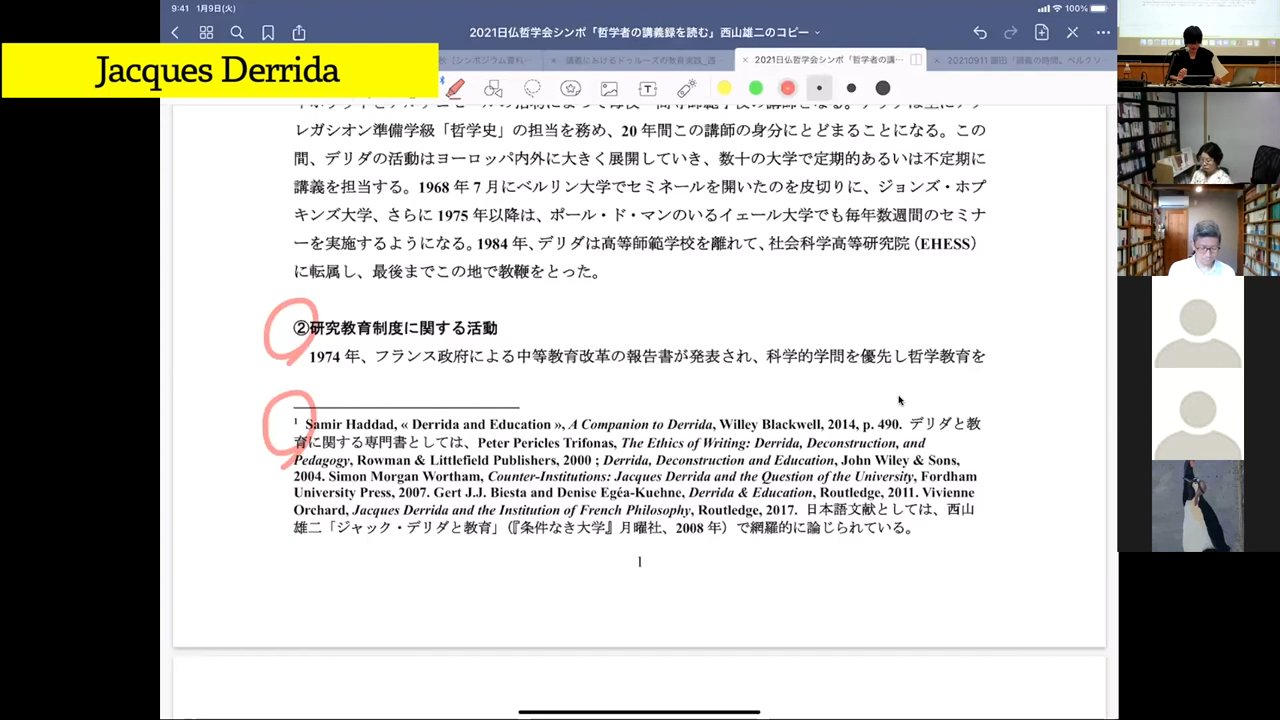 9:41 1月9日(火)
100%
2021日仏哲学会シンポ「哲学者の講義録を読む」西山雄二のコピー
Jacques Derrida
講義におけるドゥルーズの教育実践_西…
× 2021日仏哲学会シンポ「哲学者の講…
× 20210911 藤田「講義の時間。ベルクソ
レガシオン準備学級「哲学史」の担当を務め、20 年間この講師の身分にとどまることになる。この
間、デリダの活動はヨーロッパ内外に大きく展開していき、数十の大学で定期的あるいは不定期に
講義を担当する。1968 年 7 月にベルリン大学でセミネールを開いたのを皮切りに、ジョンズ・ホプ
キンズ大学、さらに 1975 年以降は、ポール・ド・マンのいるイェール大学でも毎年数週間のセミナ
ーを実施するようになる。1984 年、デリダは高等師範学校を離れて、社会科学高等研究院（EHESS）
に転属し、最後までこの地で教鞭をとった。
②研究教育制度に関する活動
1974 年、フランス政府による中等教育改革の報告書が発表され、科学的学問を優先し哲学教育を
1 Samir Haddad, « Derrida and Education », A Companion to Derrida, Willey Blackwell, 2014, p. 490. デリダと教
育に関する専門書としては、Peter Pericles Trifonas, The Ethics of Writing: Derrida, Deconstruction, and
Pedagogy, Rowman & Littlefield Publishers, 2000 ; Derrida, Deconstruction and Education, John Wiley & Sons,
2004. Simon Morgan Wortham, Counter-Institutions: Jacques Derrida and the Question of the University, Fordham
University Press, 2007. Gert J.J. Biesta and Denise Egéa-Kuehne, Derrida & Education, Routledge, 2011. Vivienne
Orchard, Jacques Derrida and the Institution of French Philosophy, Routledge, 2017. 日本語文献としては、西山
雄二「ジャック・デリダと教育」（『条件なき大学』月曜社、2008 年）で網羅的に論じられている。
1